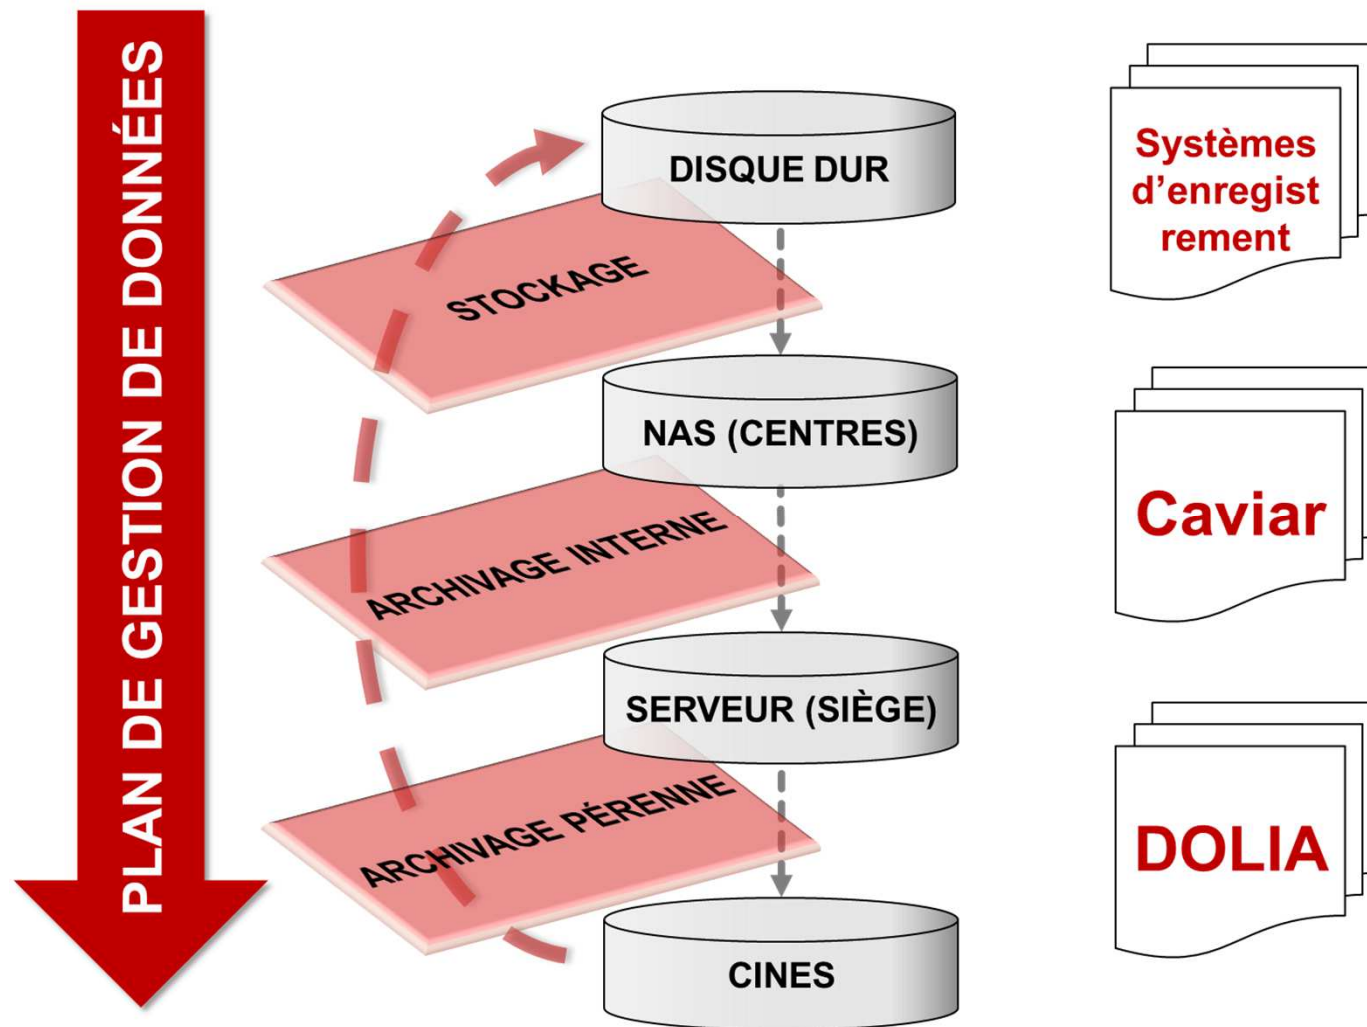 PLAN DE GESTION DE DONNÉES
DISQUE DUR
STOCKAGE
NAS (CENTRES)
ARCHIVAGE INTERNE
SERVEUR (SIÈGE)
ARCHIVAGE PÉRENNE
CINES
Systèmes
d’enregist
rement
Caviar
DOLIA